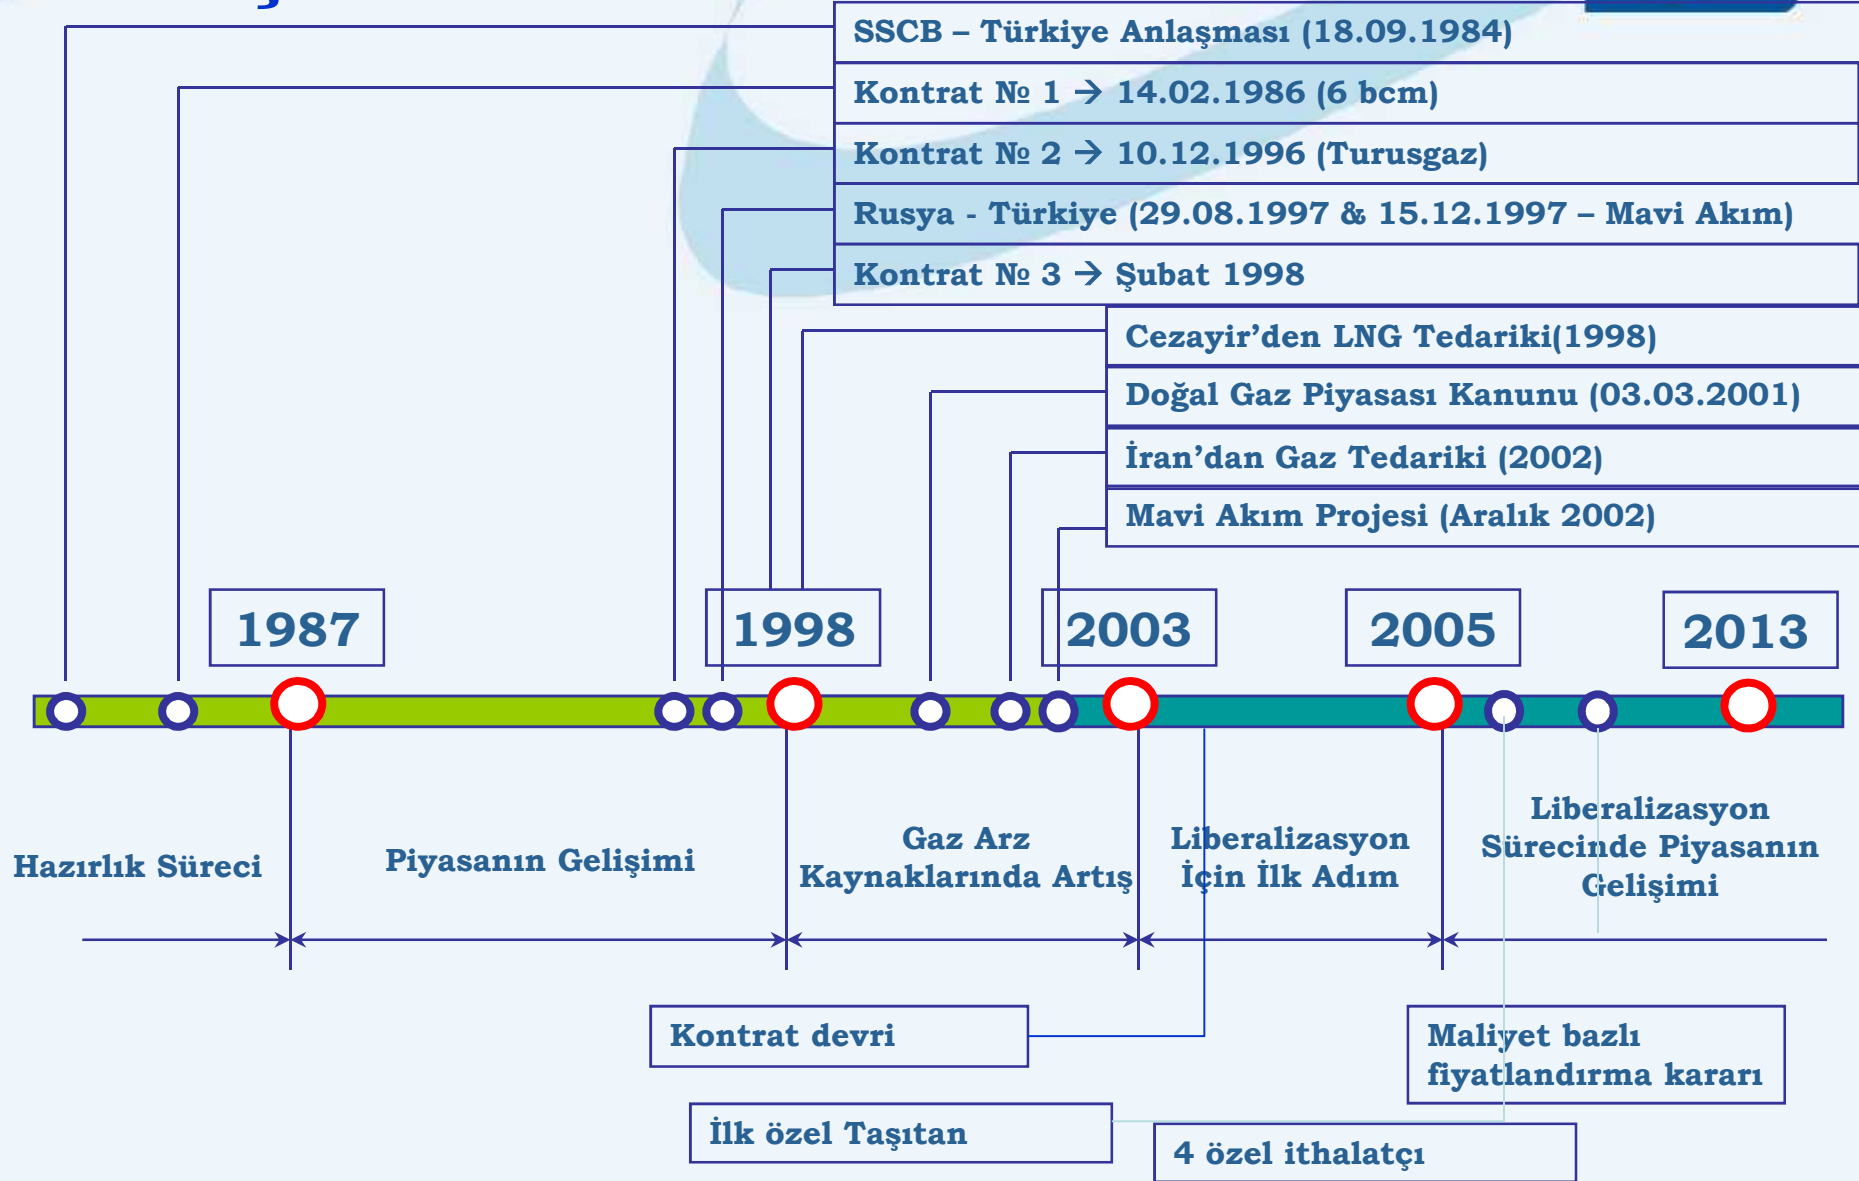 SSCB – Türkiye Anlaşması (18.09.1984)
Kontrat № 1 → 14.02.1986 (6 bcm)
Kontrat № 2 → 10.12.1996 (Turusgaz)
Rusya - Türkiye (29.08.1997 & 15.12.1997 – Mavi Akım)
Kontrat № 3 → Şubat 1998
Cezayir’den LNG Tedariki(1998)
Doğal Gaz Piyasası Kanunu (03.03.2001)
İran’dan Gaz Tedariki (2002)
Mavi Akım Projesi (Aralık 2002)
1987
1998
2003
2005
2013
Hazırlık Süreci
Piyasanın Gelişimi
Gaz Arz
Kaynaklarında Artış
Liberalizasyon
İçin İlk Adım
Liberalizasyon
Sürecinde Piyasanın
Gelişimi
Kontrat devri
Maliyet bazlı
fiyatlandırma kararı
İlk özel Taşıtan
4 özel ithalatçı